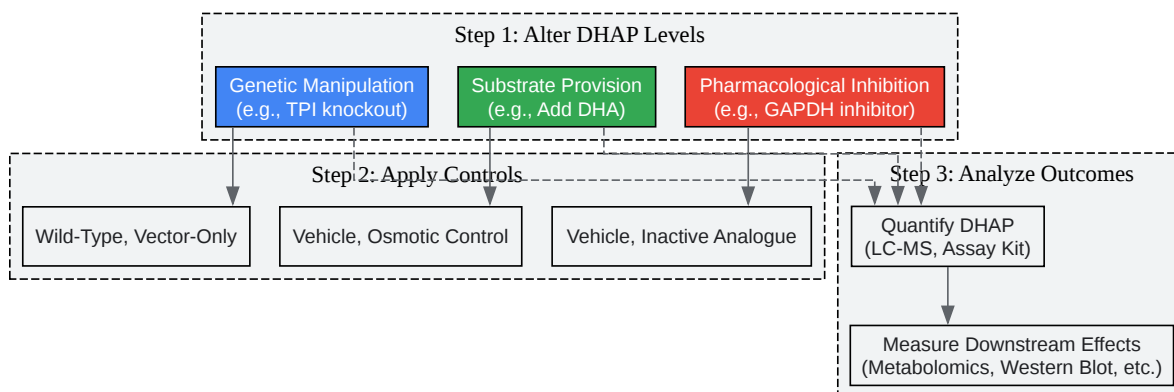 Step 1: Alter DHAP Levels
Genetic Manipulation
(e.g., TPI knockout)
Substrate Provision
(e.g., Add DHA)
Pharmacological Inhibition
(e.g., GAPDH inhibitor)
Step 2: Apply Controls
Wild-Type, Vector-Only
Vehicle, Osmotic Control
Vehicle, Inactive Analogue
Step 3: Analyze Outcomes
Quantify DHAP
(LC-MS, Assay Kit)
Measure Downstream Effects
(Metabolomics, Western Blot, etc.)